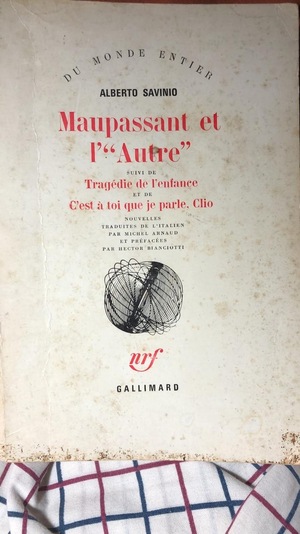 DU MONDE ENTIER
ALBERTO SAVINIO
Maupassant et
l'"Autre"
SUIVI DE
Tragédie de l'enfance
ET DE
C'est à toi que je parle, Clio
NOUVELLES
TRADUITES DE L'ITALIEN
PAR MICHEL ARNAUD
ET PRÉFACÉES
PAR HECTOR BIANCIOTTI
nrf
GALLIMARD